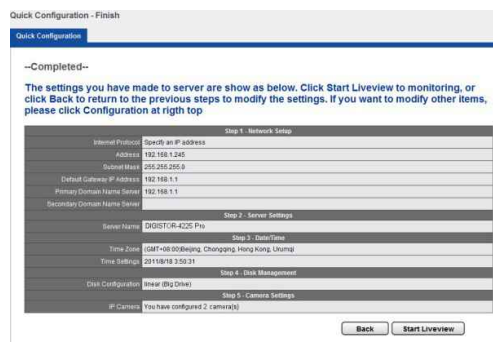 Quick Configuration - Finish
Quick Configuration
--Completed--
The settings you have made to server are show as below. Click Start Liveview to monitoring, or
click Back to return to the previous steps to modify the settings. If you want to modify other items,
please click Configuration at rigth top
Step 1 - Network Setup
Internet Protocol Specify an IP address
Address 192.168.1.245
Subnet Mask 255.255.255.0
Default Gateway IP Address 192.168.1.1
Primary Domain Name Server 192.168.1.1
Secondary Domain Name Server
Step 2 - Server Settings
Server Name DIGISTOR-4225 Pro
Step 3 - Date/Time
Time Zone (GMT+08:00)Beijing, Chongqing, Hong Kong, Urumqi
Time Settings 2011/8/18 3:50:31
Step 4 - Disk Management
Disk Configuration linear (Big Drive)
Step 5 - Camera Settings
IP Camera You have configured 2 camera(s)
Back Start Liveview